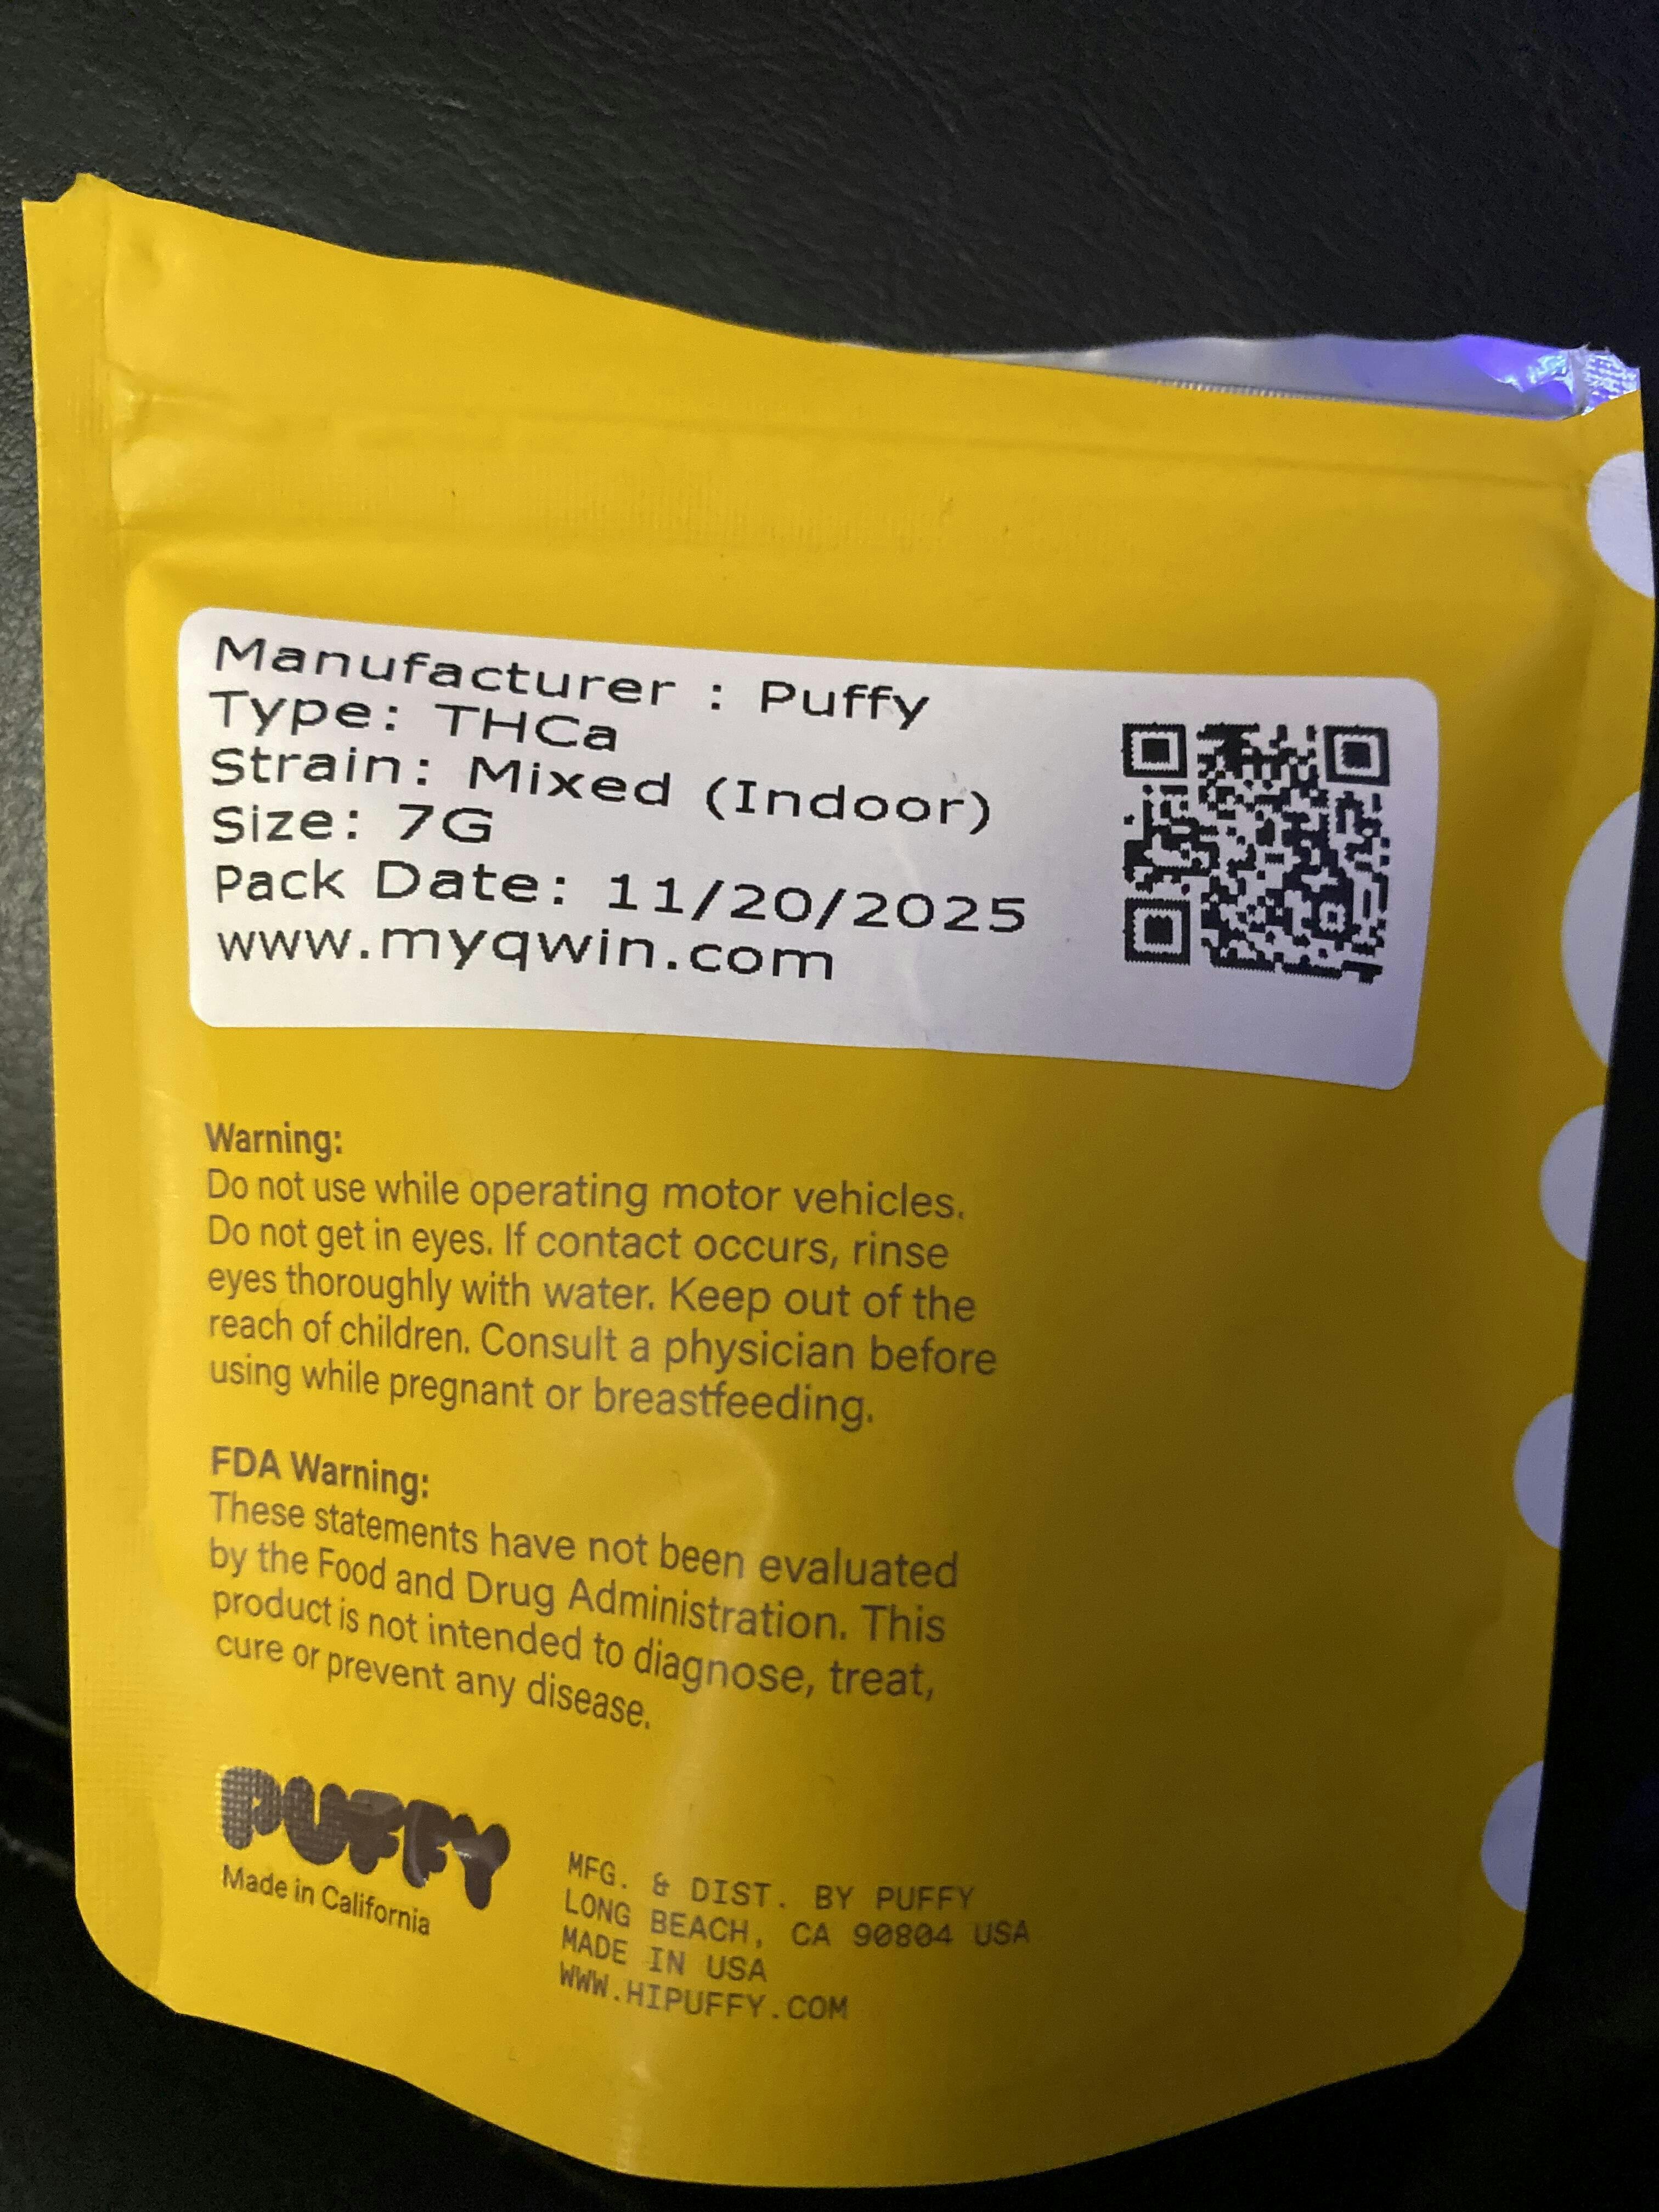 Manufacturer : Puffy
Type: THCa
Strain: Mixed (Indoor)
Size: 7G
Pack Date: 11/20/2025
www.myqwin.com
Warning:
Do not use while operating motor vehicles.
Do not get in eyes. If contact occurs, rinse
eyes thoroughly with water. Keep out of the
reach of children. Consult a physician before
using while pregnant or breastfeeding.
FDA Warning:
These statements have not been evaluated
by the Food and Drug Administration. This
product is not intended to diagnose, treat,
cure or prevent any disease.
PUFFY
Made in California
MFG. & DIST. BY PUFFY
LONG BEACH, CA 90804 USA
MADE IN USA
WWW.HIPUFFY.COM